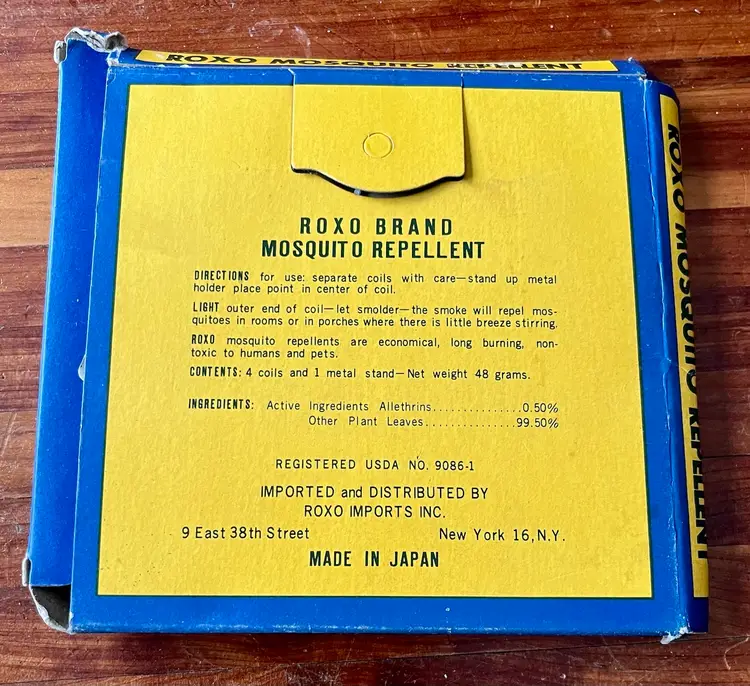 ROXO MOSQUITO REPELLENT
ROXO BRAND
MOSQUITO REPELLENT
DIRECTIONS for use: separate coils with care—stand up metal
holder place point in center of coil.
LIGHT outer end of coil—let smolder—the smoke will repel mos-
quitoes in rooms or in porches where there is little breeze stirring.
ROXO mosquito repellents are economical, long burning, non-
toxic to humans and pets.
CONTENTS: 4 coils and 1 metal stand—Net weight 48 grams.
INGREDIENTS: Active Ingredients Allethrins...............0.50%
Other Plant Leaves...............99.50%
REGISTERED USDA NO. 9086-1
IMPORTED and DISTRIBUTED BY
ROXO IMPORTS INC.
9 East 38th Street New York 16, N.Y.
MADE IN JAPAN
ROXO MOSQUITO REPELLENT